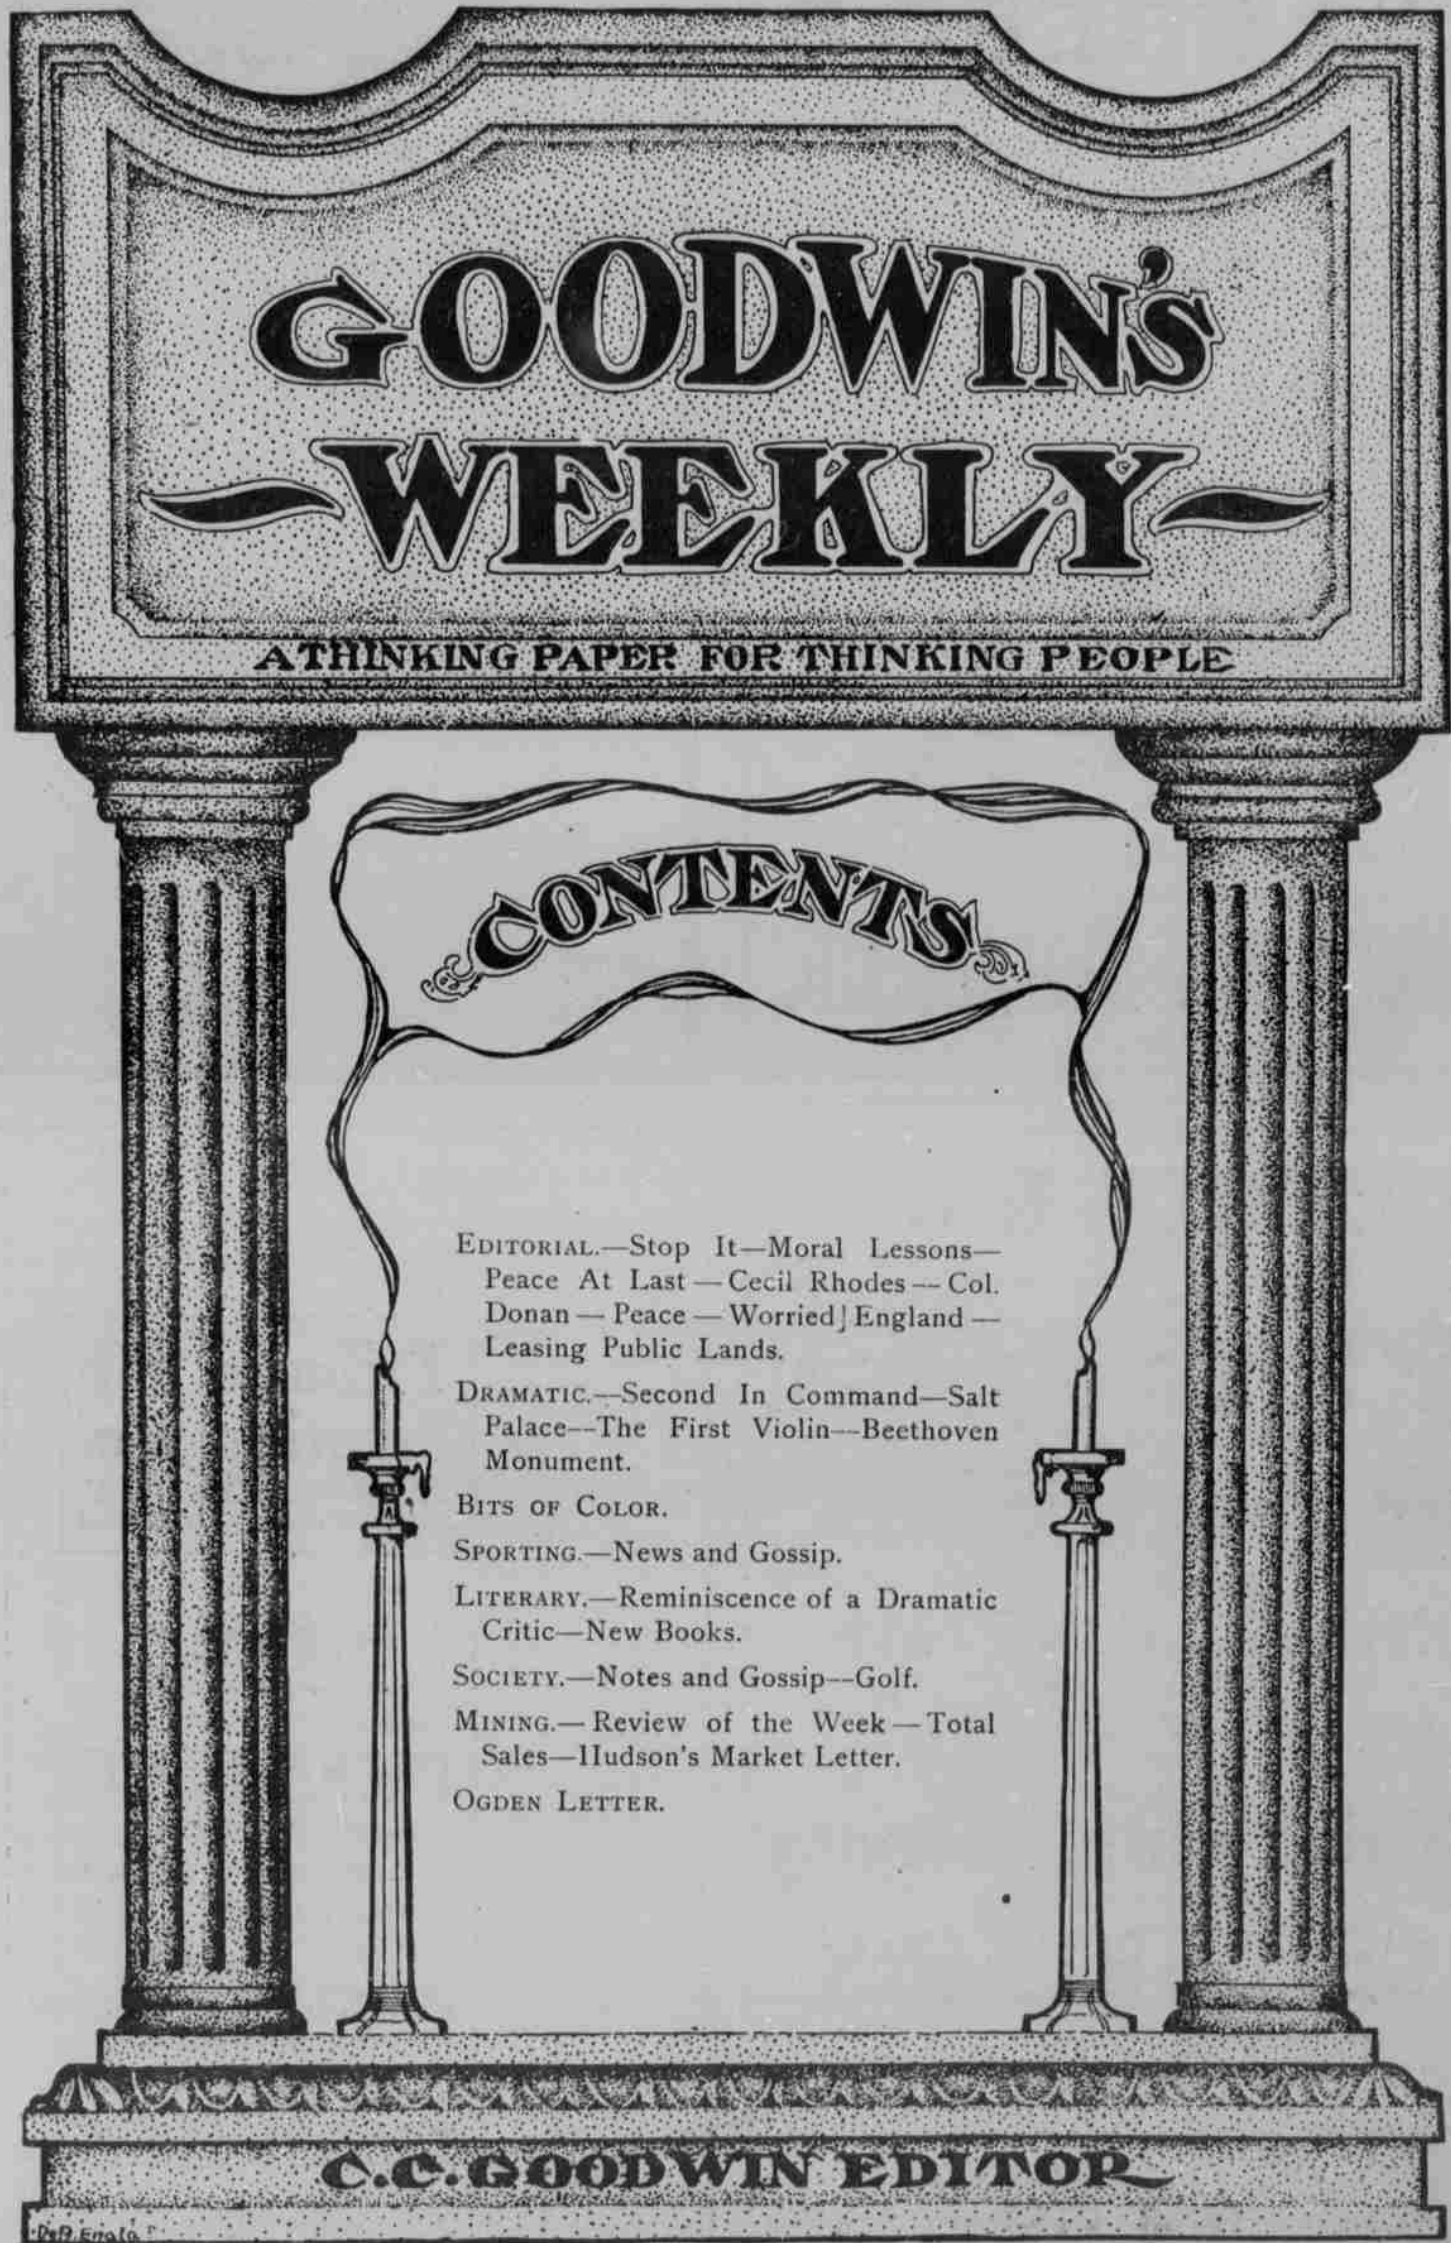 GOODWIN'S
WEEKLY
A THINKING PAPER FOR THINKING PEOPLE
CONTENTS
EDITORIAL.—Stop It—Moral Lessons—
Peace At Last — Cecil Rhodes — Col.
Donan — Peace — Worried England —
Leasing Public Lands.
DRAMATIC.—Second In Command—Salt
Palace—The First Violin—Beethoven
Monument.
BITS OF COLOR.
SPORTING.—News and Gossip.
LITERARY.—Reminiscence of a Dramatic
Critic—New Books.
SOCIETY.—Notes and Gossip—Golf.
MINING.— Review of the Week — Total
Sales—Hudson's Market Letter.
OGDEN LETTER.
C.C. GOODWIN EDITOR